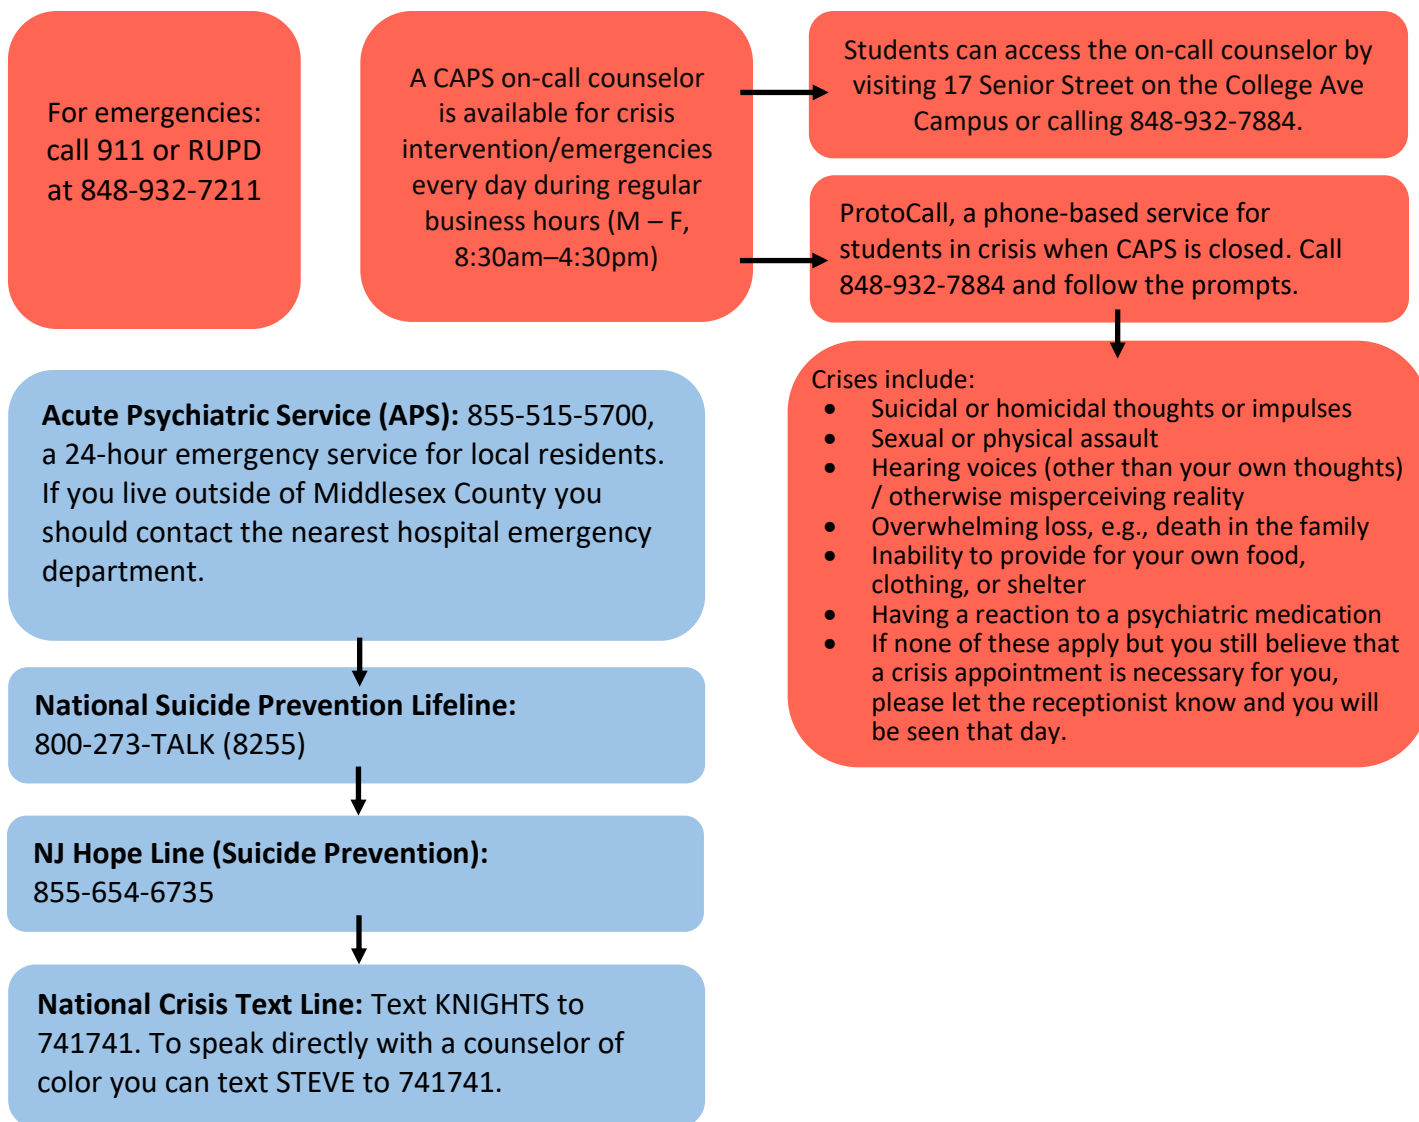 For emergencies:
call 911 or RUPD
at 848-932-7211
A CAPS on-call counselor
is available for crisis
intervention/emergencies
every day during regular
business hours (M – F,
8:30am–4:30pm)
Students can access the on-call counselor by
visiting 17 Senior Street on the College Ave
Campus or calling 848-932-7884.
ProtoCall, a phone-based service for
students in crisis when CAPS is closed. Call
848-932-7884 and follow the prompts.
Crises include:
• Suicidal or homicidal thoughts or impulses
• Sexual or physical assault
• Hearing voices (other than your own thoughts)
/ otherwise misperceiving reality
• Overwhelming loss, e.g., death in the family
• Inability to provide for your own food,
clothing, or shelter
• Having a reaction to a psychiatric medication
• If none of these apply but you still believe that
a crisis appointment is necessary for you,
please let the receptionist know and you will
be seen that day.
Acute Psychiatric Service (APS): 855-515-5700,
a 24-hour emergency service for local residents.
If you live outside of Middlesex County you
should contact the nearest hospital emergency
department.
National Suicide Prevention Lifeline:
800-273-TALK (8255)
NJ Hope Line (Suicide Prevention):
855-654-6735
National Crisis Text Line: Text KNIGHTS to
741741. To speak directly with a counselor of
color you can text STEVE to 741741.